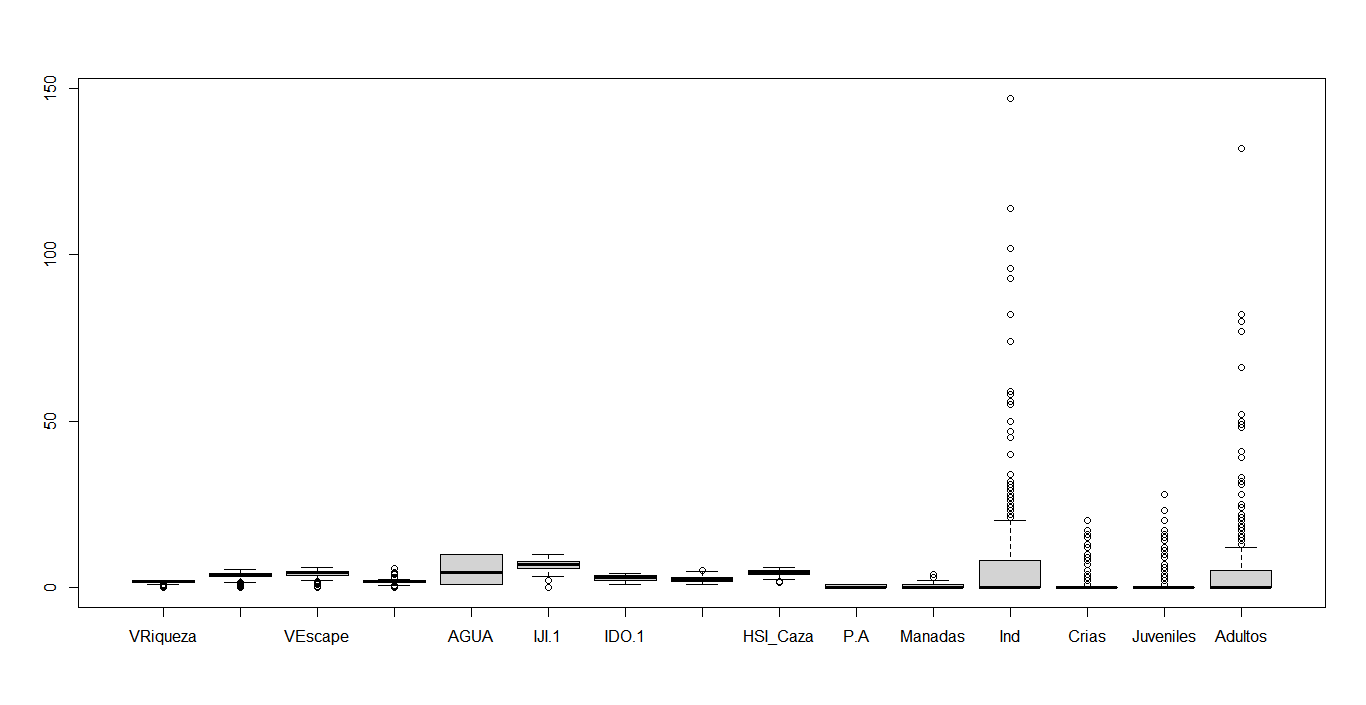 150
100
50
0
VRiqueza VEscape AGUA IJI.1 IDO.1 HSI_Caza P.A Manadas Ind Crias Juveniles Adultos